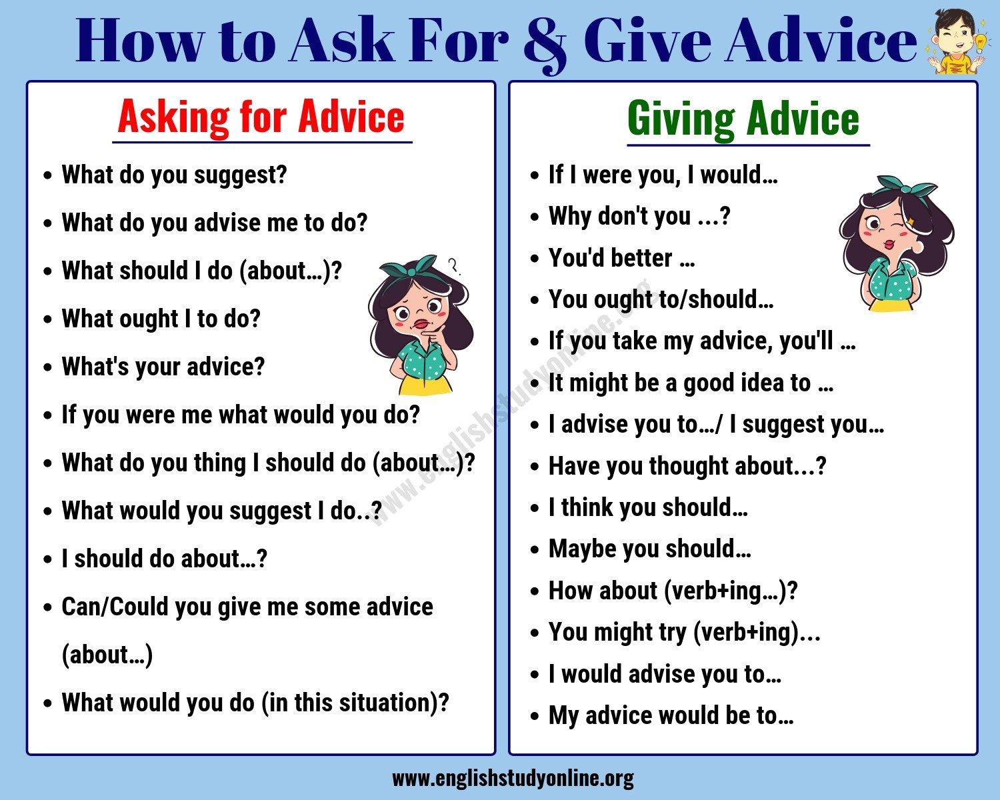 How to Ask For & Give Advice
Asking for Advice
What do you suggest?
What do you advise me to do?
What should I do (about...)?
What ought I to do?
What's your advice?
If you were me what would you do?
What do you thing I should do (about...)?
What would you suggest I do..?
I should do about...?
Can/Could you give me some advice
(about...)
What would you do (in this situation)?
Giving Advice
If I were you, I would...
Why don't you ...?
You'd better ...
You ought to/should...
If you take my advice, you'll ...
It might be a good idea to ...
I advise you to.../ I suggest you...
Have you thought about...?
I think you should...
Maybe you should...
How about (verb+ing...)?
You might try (verb+ing)...
I would advise you to...
My advice would be to...
www.englishstudyonline.org
www.englishstudyonline.org